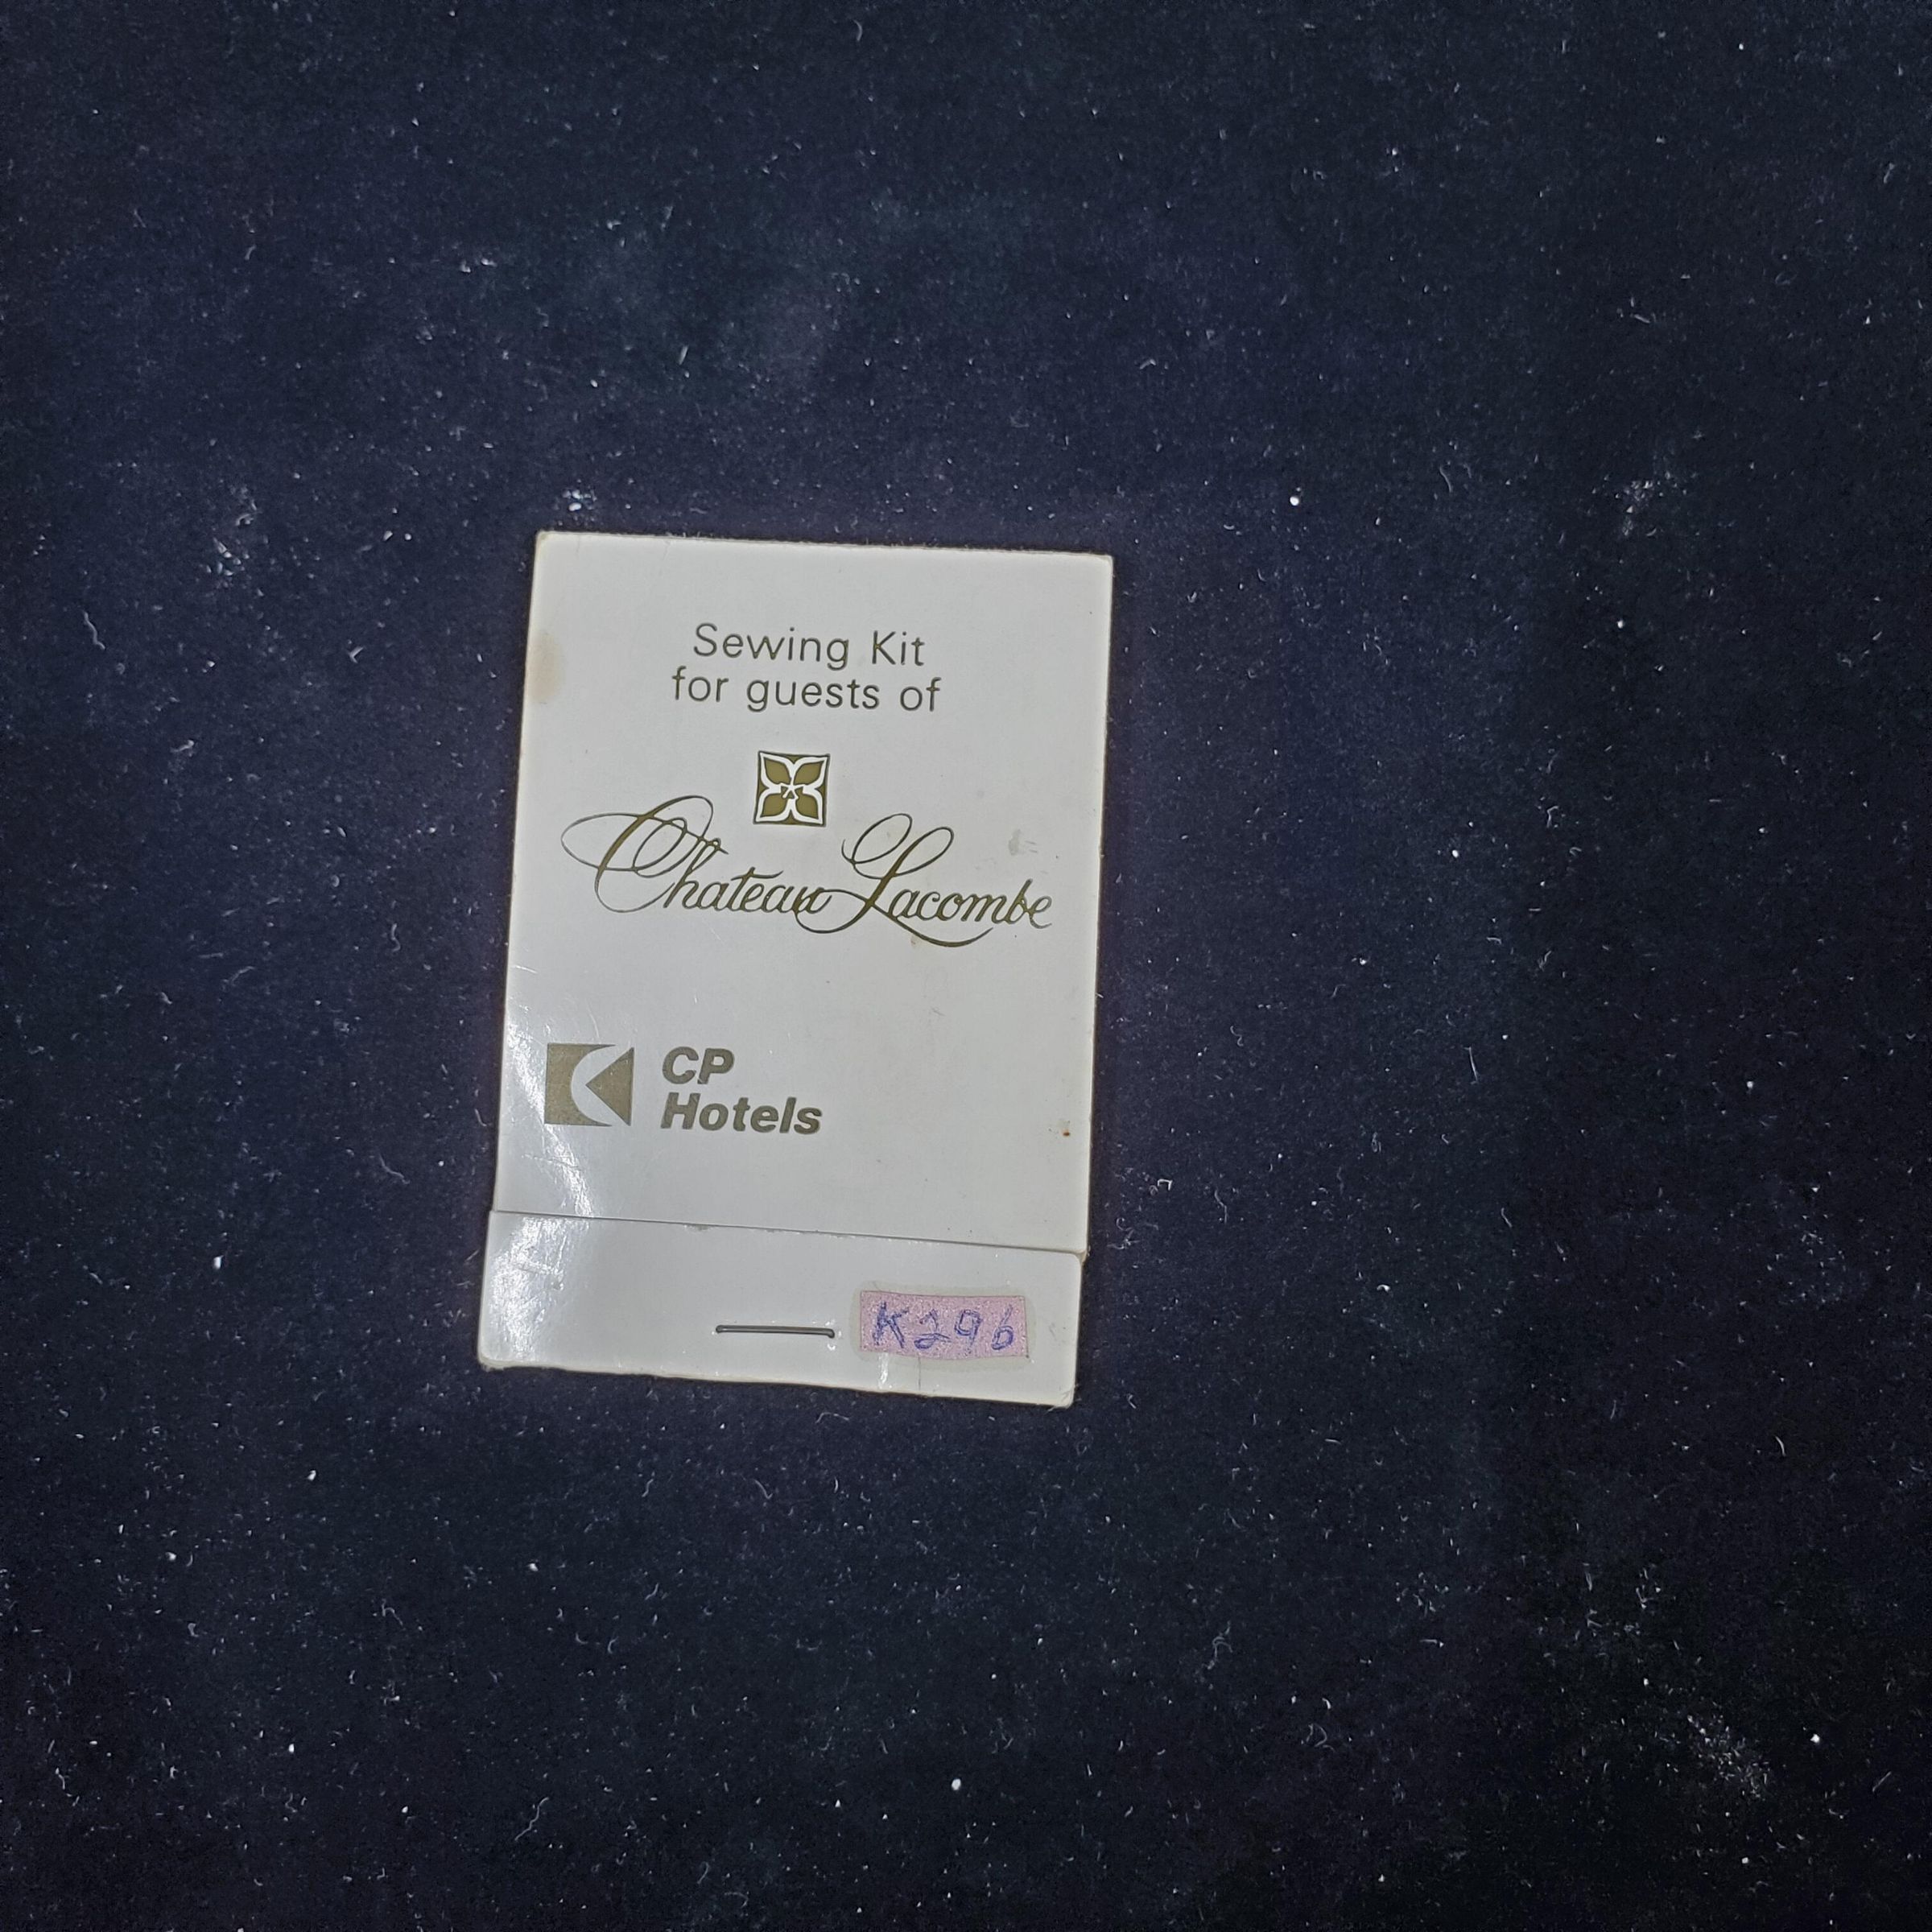 Sewing Kit
for guests of
Chateau Lacombe
CP
Hotels
K296